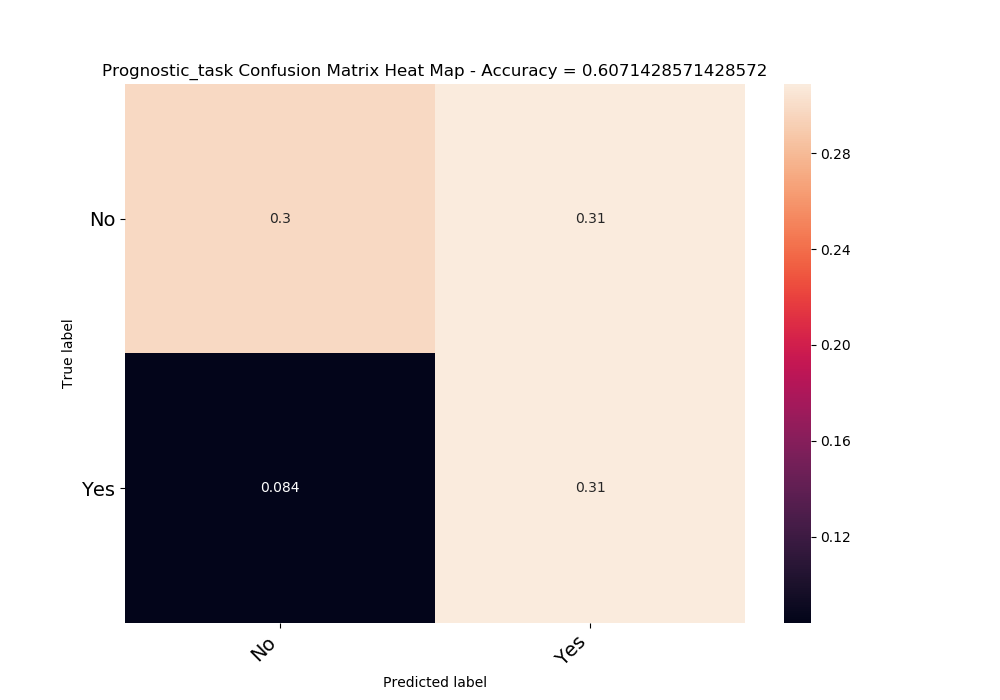 Prognostic_task Confusion Matrix Heat Map - Accuracy = 0.6071428571428572
No
0.3
0.31
True label
Yes
0.084
0.31
No
Yes
Predicted label
0.28
0.24
0.20
0.16
0.12